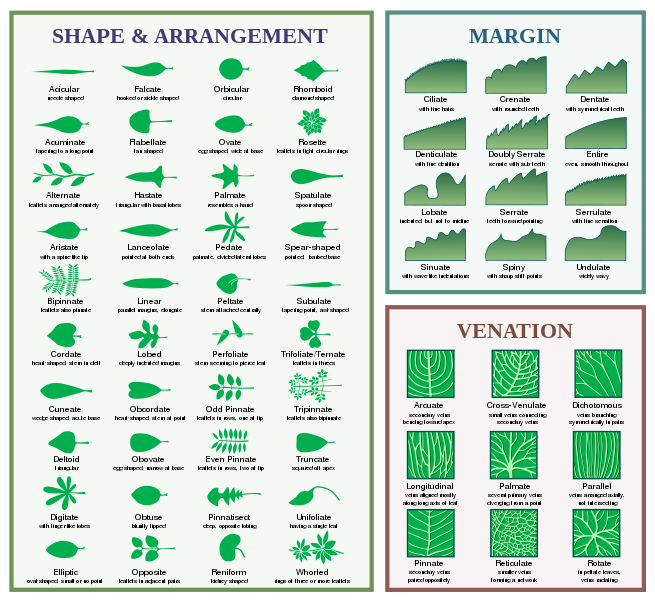 SHAPE & ARRANGEMENT
Acicular
needle shaped
Falcate
hooked or sickle shaped
Orbicular
circular
Rhomboid
diamond shaped
Acuminate
tapering to a long point
Flabellate
fan shaped
Ovate
egg shaped, wide at base
Rosette
leaflets in tight circular rings
Alternate
leaflets arranged alternately
Hastate
triangular with basal lobes
Palmate
resembles a hand
Spatulate
spoon shaped
Aristate
with a spine like tip
Lanceolate
pointed at both ends
Pedate
palmate, divided lateral lobes
Spear-shaped
pointed, barbed base
Bipinnate
leaflets also pinnate
Linear
parallel margins, elongate
Peltate
stem attached centrally
Subulate
tapering point, awl shaped
Cordate
heart-shaped, stem in cleft
Lobed
deeply indented margins
Perfoliate
stem seeming to pierce leaf
Trifoliate/Ternate
leaflets in threes
Cuneate
wedge shaped, acute base
Obcordate
heart-shaped, stem at point
Odd Pinnate
leaflets in rows, one at tip
Tripinnate
leaflets also bipinnate
Deltoid
triangular
Obovate
egg shaped, narrow at base
Even Pinnate
leaflets in rows, two at tip
Truncate
squared off apex
Digitate
with finger like lobes
Obtuse
bluntly tipped
Pinnatisect
deep, opposite lobing
Unifoliate
having a single leaf
Elliptic
oval shaped, small or no point
Opposite
leaflets in adjacent pairs
Reniform
kidney shaped
Whorled
rings of three or more leaflets
MARGIN
Ciliate
with fine hairs
Crenate
with rounded teeth
Dentate
with symmetrical teeth
Denticulate
with fine dentition
Doubly Serrate
serrate with sub teeth
Entire
even, smooth throughout
Lobate
indented, but not to midline
Serrate
teeth forward pointing
Serrulate
with fine serration
Sinuate
with wave like indentations
Spiny
with sharp stiff points
Undulate
widely wavy
VENATION
Arcuate
secondary veins
bending toward apex
Cross-Venulate
small veins connecting
secondary veins
Dichotomous
veins branching
symmetrically in pairs
Longitudinal
veins aligned mostly
along long axis of leaf
Palmate
several primary veins
diverging from a point
Parallel
veins arranged axially,
not intersecting
Pinnate
secondary veins
paired oppositely
Reticulate
smaller veins
forming a network
Rotate
in peltate leaves,
veins radiating